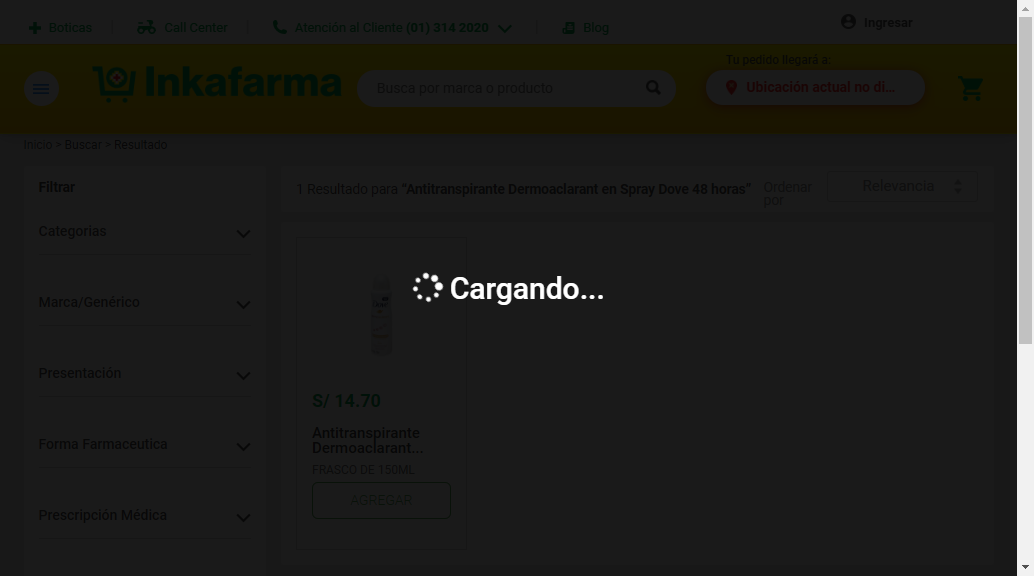 Boticas
Call Center
Atención al Cliente (01) 314 2020
Blog
Ingresar
Inkafarma
Busca por marca o producto
Tu pedido llegará a:
Ubicación actual no di...
Inicio > Buscar > Resultado
Filtrar
Categorias
Marca/Genérico
Presentación
Forma Farmaceutica
Prescripción Médica
1 Resultado para "Antitranspirante Dermoaclarant en Spray Dove 48 horas"
Ordenar
por
Relevancia
Cargando...
S/ 14.70
Antitranspirante
Dermoaclarant...
FRASCO DE 150ML
AGREGAR